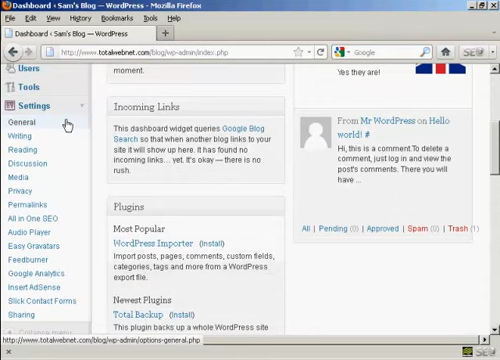 Dashboard ‹ Sam's Blog — WordPress - Mozilla Firefox
File Edit View History Bookmarks Tools Help
Dashboard ‹ Sam's Blog — WordPress
http://www.totalwebnet.com/blog/wp-admin/index.php
Google
Users
Tools
Settings
General
Writing
Reading
Discussion
Media
Privacy
Permalinks
All in One SEO
Audio Player
Easy Gravatars
Feedburner
Google Analytics
Insert AdSense
Slick Contact Forms
Sharing
Collapse menu
moment.
Incoming Links
This dashboard widget queries Google Blog
Search so that when another blog links to your
site it will show up here. It has found no
incoming links… yet. It's okay — there is no
rush.
Plugins
Most Popular
WordPress Importer (Install)
Import posts, pages, comments, custom fields,
categories, tags and more from a WordPress
export file.
Newest Plugins
Total Backup (Install)
This plugin backs up a whole WordPress site
Yes they are!
From Mr WordPress on Hello
world! #
Hi, this is a comment.To delete a
comment, just log in and view the
post's comments. There you will
have ...
All | Pending (0) | Approved | Spam (0) | Trash (1)
http://www.totalwebnet.com/blog/wp-admin/options-general.php